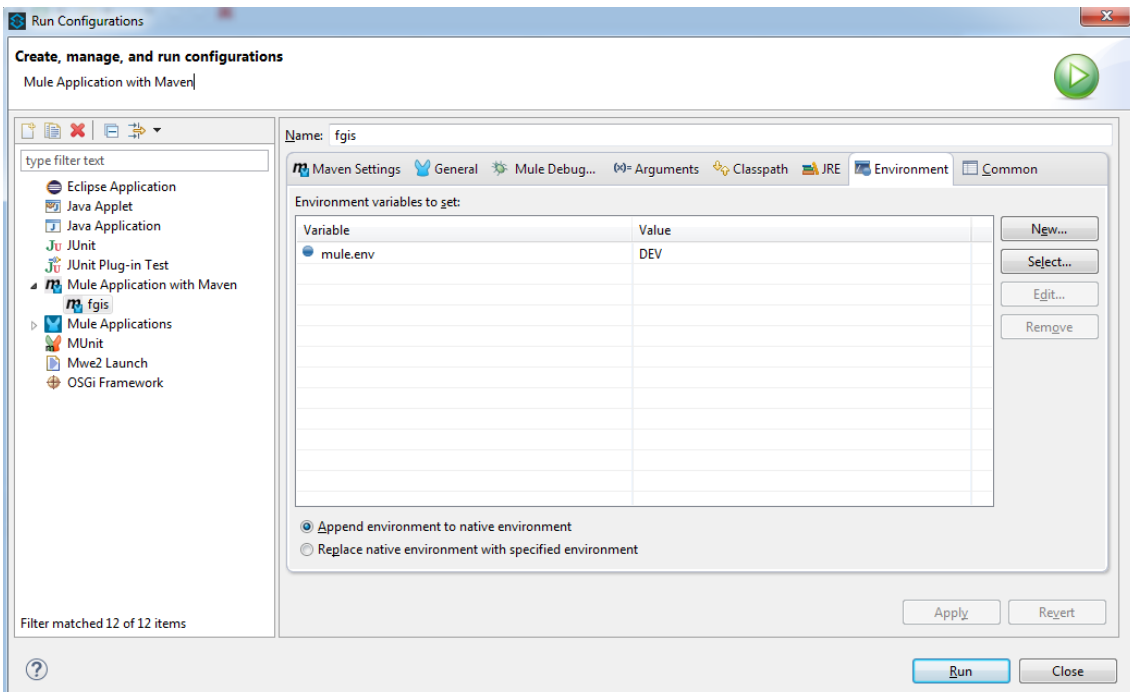 Run Configurations
x
Create, manage, and run configurations
Mule Application with Maven
type filter text
Eclipse Application
Java Applet
Java Application
Ju JUnit
JUnit Plug-in Test
Mule Application with Maven
fgis
Mule Applications
MUnit
Mwe2 Launch
OSGi Framework
Filter matched 12 of 12 items
Name: fgis
Maven Settings General Mule Debug... (x)= Arguments Classpath JRE Environment Common
Environment variables to set:
Variable Value
mule.env DEV
New...
Select...
Edit...
Remove
Append environment to native environment
Replace native environment with specified environment
Apply Revert
? Run Close